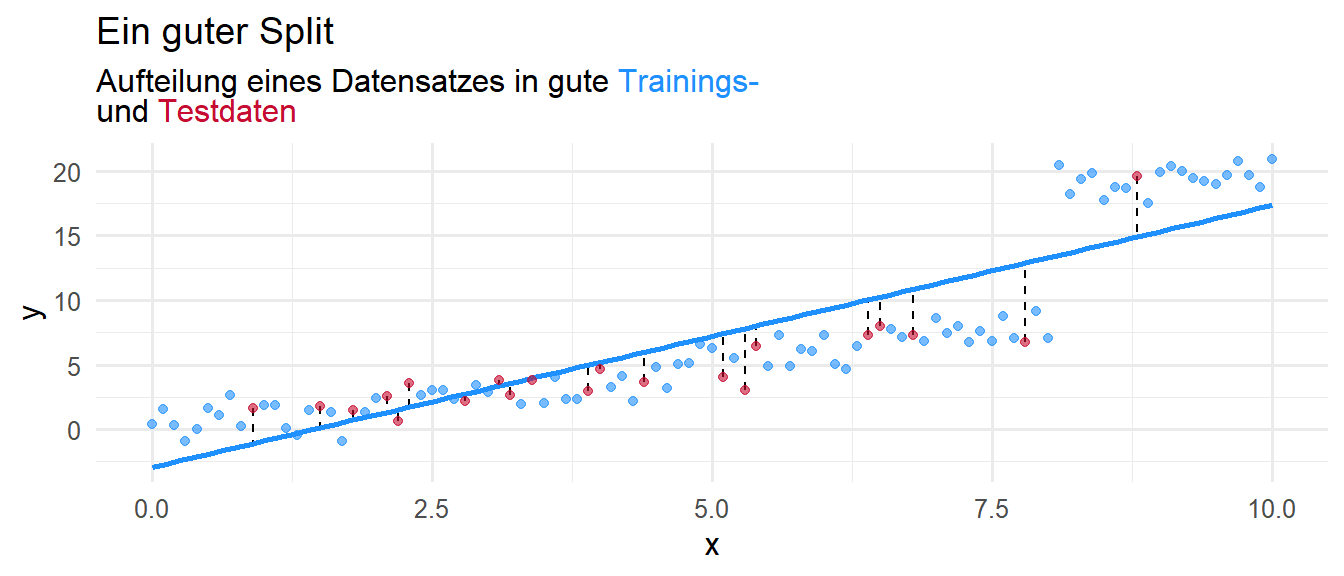 Ein guter Split
Aufteilung eines Datensatzes in gute Trainings-
und Testdaten
20
15
10
5
0
y
0.0 2.5 5.0 7.5 10.0
x